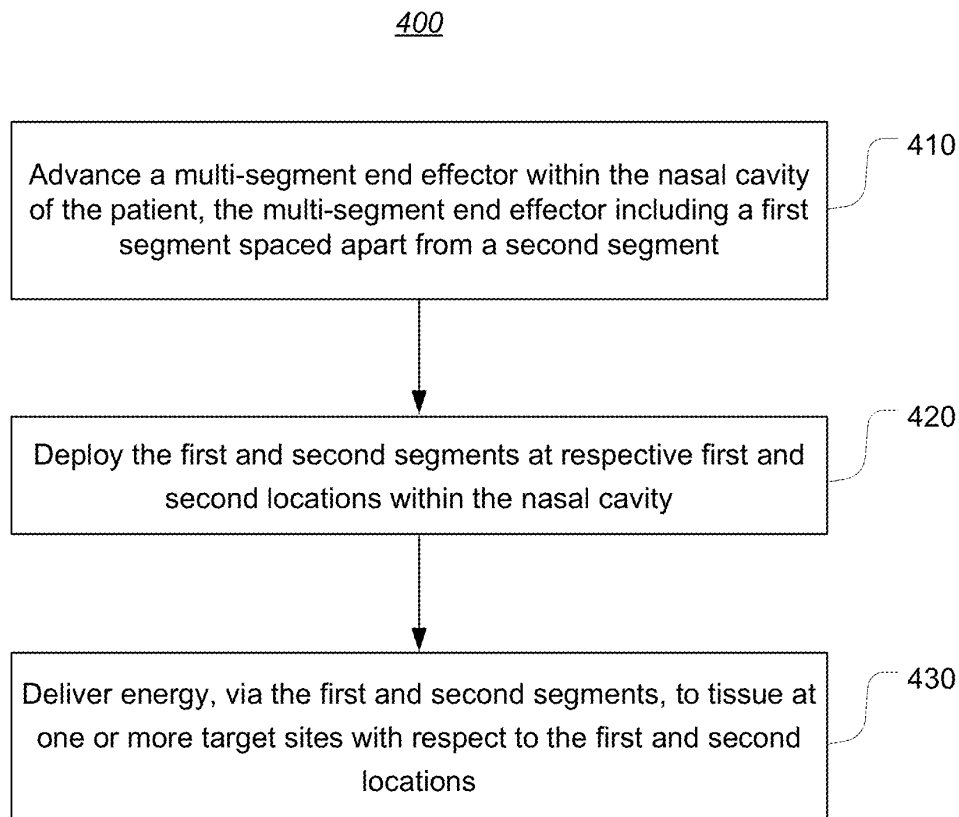 400
410
Advance a multi-segment end effector within the nasal cavity
of the patient, the multi-segment end effector including a first
segment spaced apart from a second segment
420
Deploy the first and second segments at respective first and
second locations within the nasal cavity
430
Deliver energy, via the first and second segments, to tissue at
one or more target sites with respect to the first and second
locations